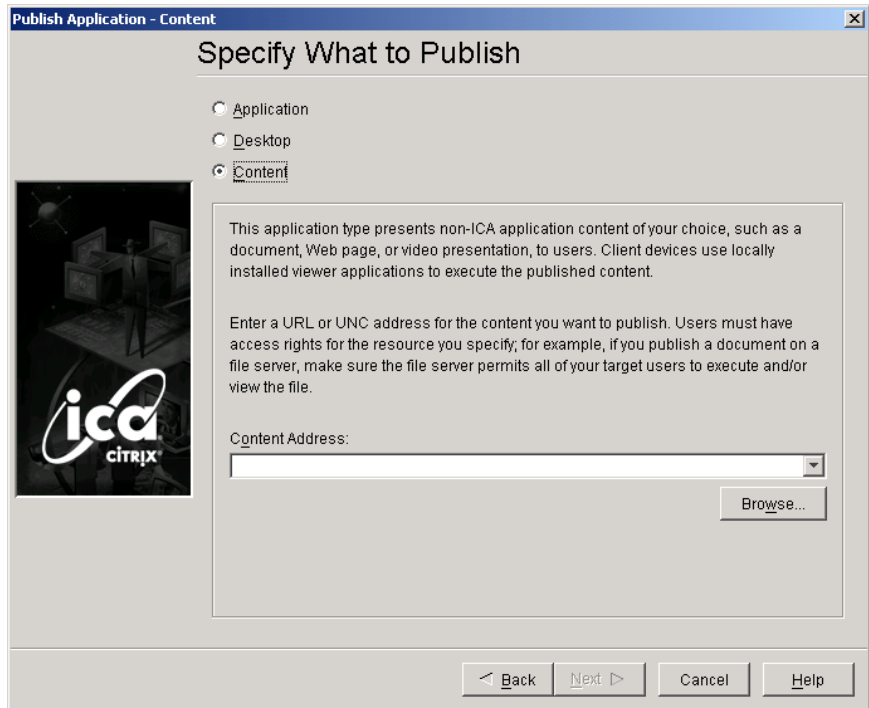 Publish Application - Content
Specify What to Publish
Application
Desktop
Content
This application type presents non-ICA application content of your choice, such as a
document, Web page, or video presentation, to users. Client devices use locally
installed viewer applications to execute the published content.
Enter a URL or UNC address for the content you want to publish. Users must have
access rights for the resource you specify; for example, if you publish a document on a
file server, make sure the file server permits all of your target users to execute and/or
view the file.
ica
CITRIX
Content Address:
Browse...
Back
Next
Cancel
Help